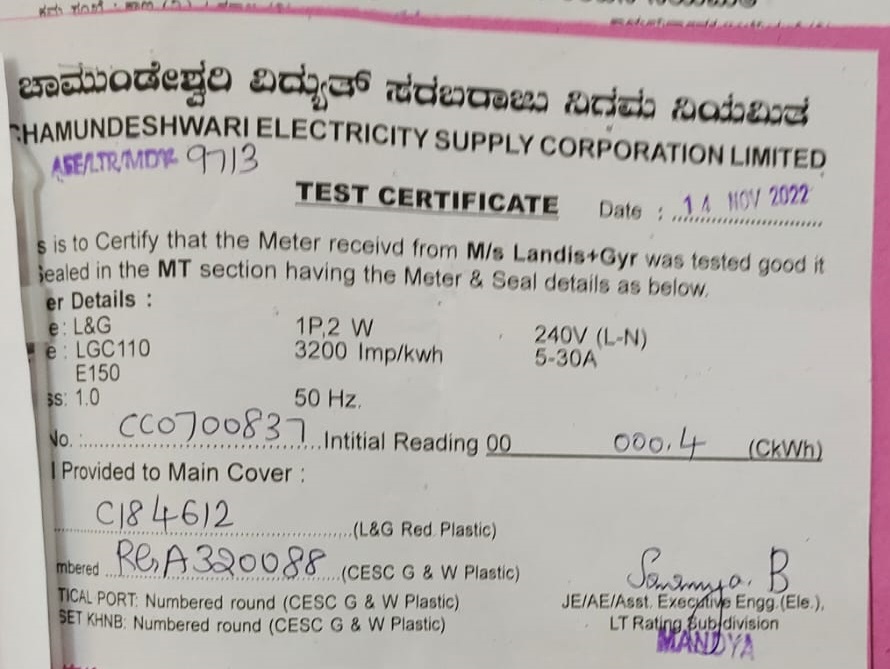 ಚಾಮುಂಡೇಶ್ವರಿ ವಿದ್ಯುತ್ ಸರಬರಾಜು ನಿಗಮ ನಿಯಮಿತ
CHAMUNDESHWARI ELECTRICITY SUPPLY CORPORATION LIMITED
9713
TEST CERTIFICATE Date : 14 NOV 2022
s is to Certify that the Meter receivd from M/s Landis+Gyr was tested good it
sealed in the MT section having the Meter & Seal details as below.
er Details :
e : L&G 1P,2 W 240V (L-N)
e : LGC110 3200 Imp/kwh 5-30A
E150
ss: 1.0 50 Hz.
No. : CC0700837 Intitial Reading 00 000.4 (CkWh)
l Provided to Main Cover :
C184612 (L&G Red Plastic)
mbered RGA320088 (CESC G & W Plastic)
TICAL PORT: Numbered round (CESC G & W Plastic) JE/AE/Asst. Executive Engg.(Ele.),
SET KHNB: Numbered round (CESC G & W Plastic) LT Rating Sub-division
MANDYA